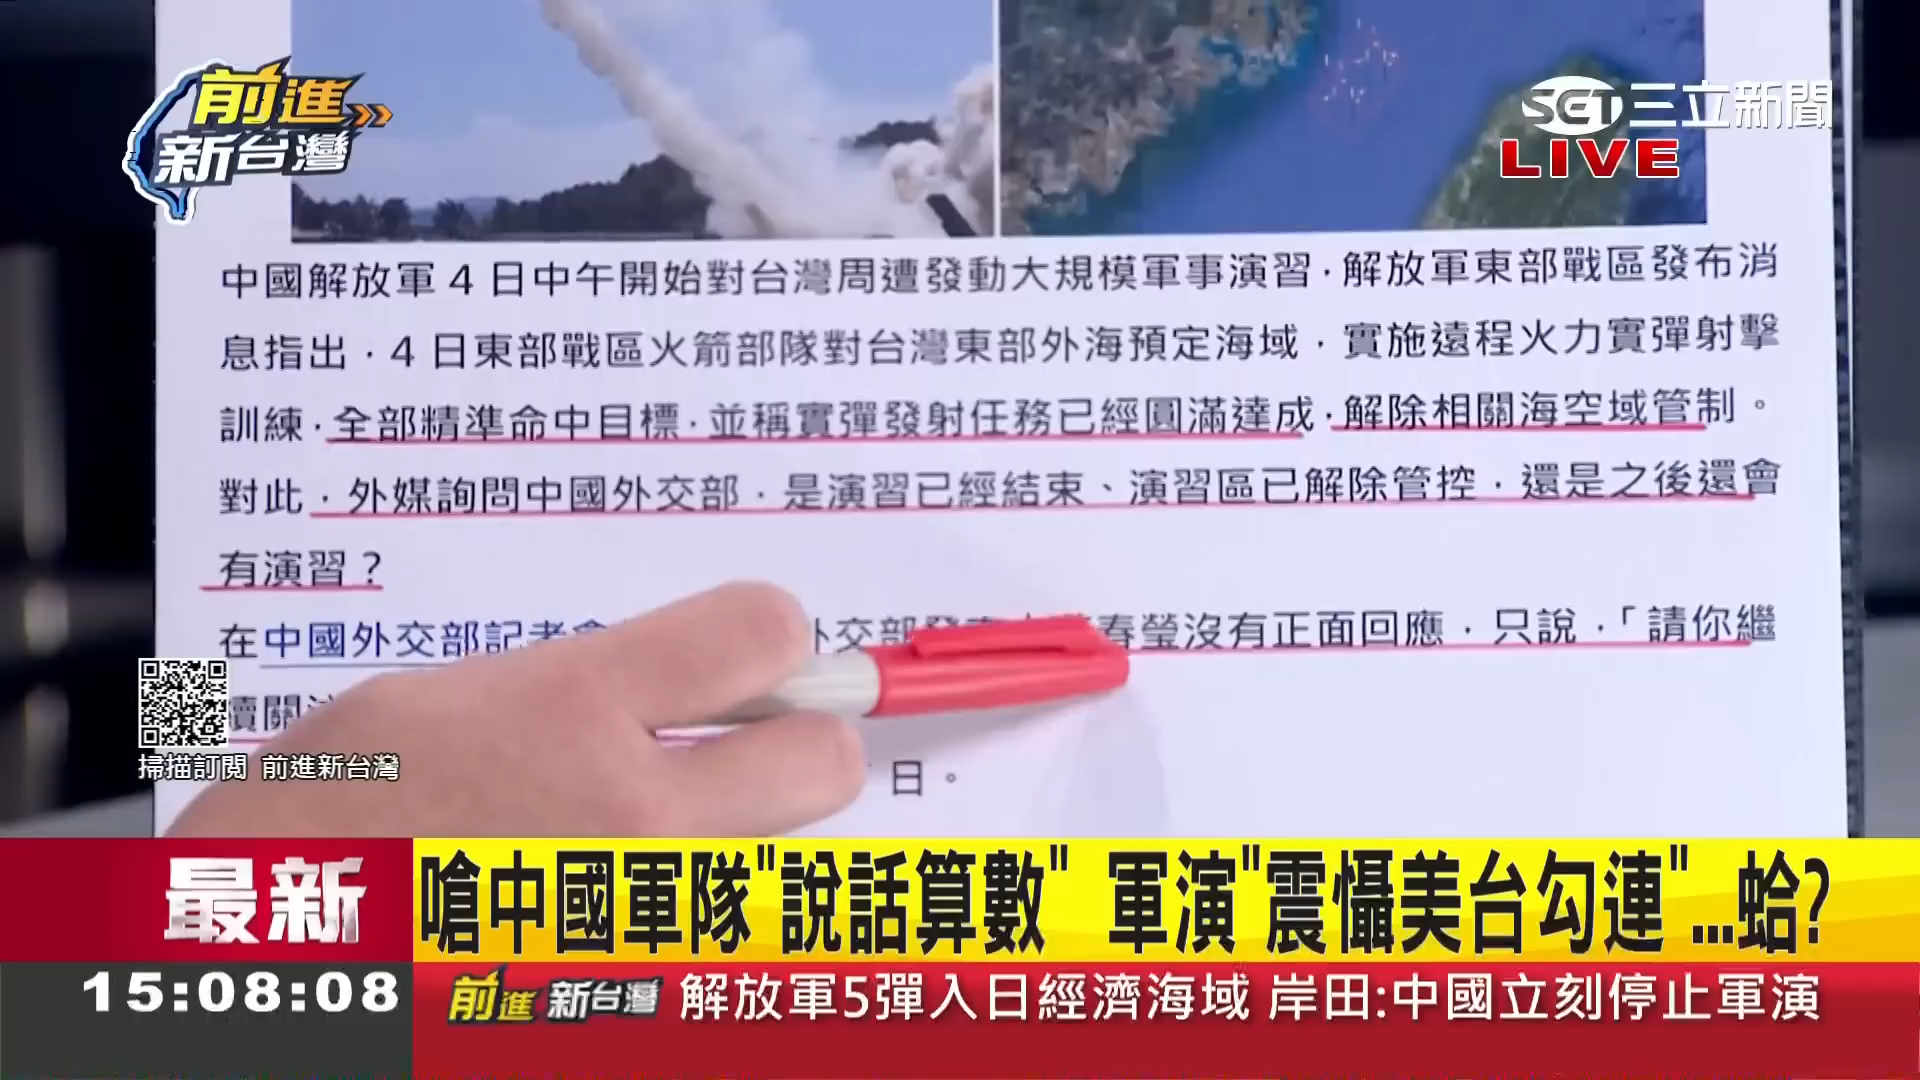 前進
新台灣
SET三立新聞
LIVE
中國解放軍4日中午開始對台灣周遭發動大規模軍事演習,解放軍東部戰區發布消
息指出,4日東部戰區火箭部隊對台灣東部外海預定海域,實施遠程火力實彈射擊
訓練,全部精準命中目標,並稱實彈發射任務已經圓滿達成,解除相關海空域管制。
對此,外媒詢問中國外交部,是演習已經結束、演習區已解除管控,還是之後還會
有演習?
在中國外交部記者會 外交部發 春瑩沒有正面回應,只說,「請你繼
續關
日。
掃描訂閱 前進新台灣
最新
嗆中國軍隊"說話算數" 軍演"震懾美台勾連"...蛤?
15:08:08
前進新台灣 解放軍5彈入日經濟海域 岸田:中國立刻停止軍演